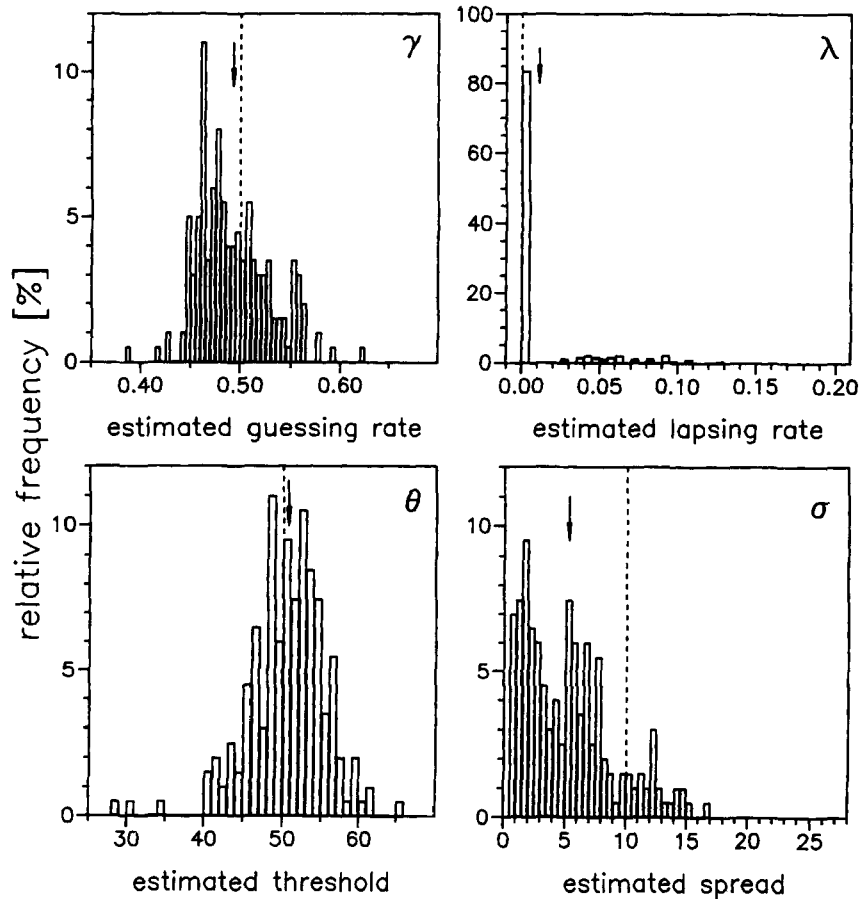 γ
10
5
0
0.40 0.50 0.60
estimated guessing rate
λ
100
80
60
40
20
0
0.00 0.05 0.10 0.15 0.20
estimated lapsing rate
relative frequency [%]
θ
10
5
0
30 40 50 60
estimated threshold
σ
10
5
0
0 5 10 15 20 25
estimated spread